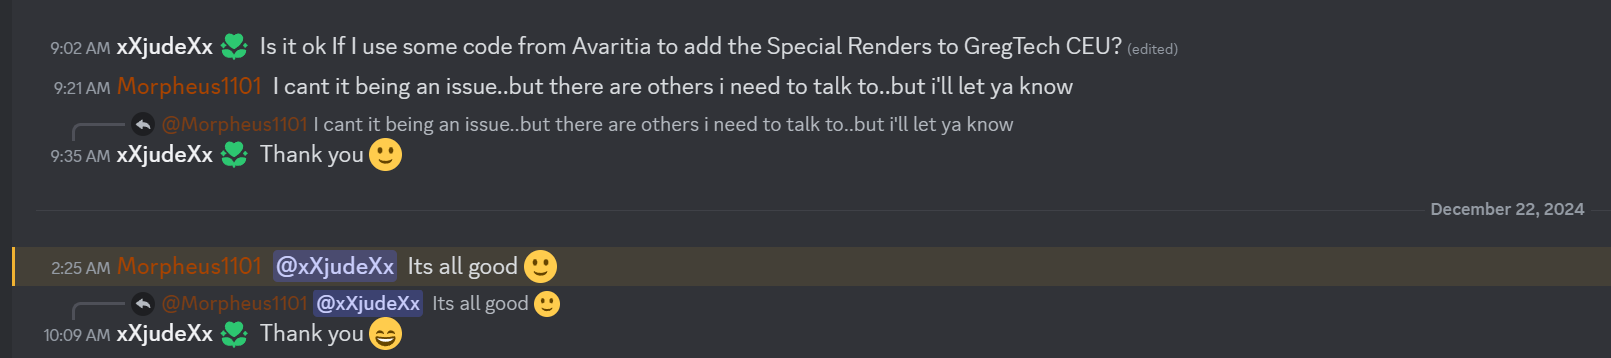 9:02 AM xXjudeXx Is it ok If I use some code from Avaritia to add the Special Renders to GregTech CEU? (edited)
9:21 AM Morpheus1101 I cant it being an issue..but there are others i need to talk to..but i'll let ya know
@Morpheus1101 I cant it being an issue..but there are others i need to talk to..but i'll let ya know
9:35 AM xXjudeXx Thank you 🙂
December 22, 2024
2:25 AM Morpheus1101 @xXjudeXx Its all good 🙂
@Morpheus1101 @xXjudeXx Its all good 🙂
10:09 AM xXjudeXx Thank you 😄